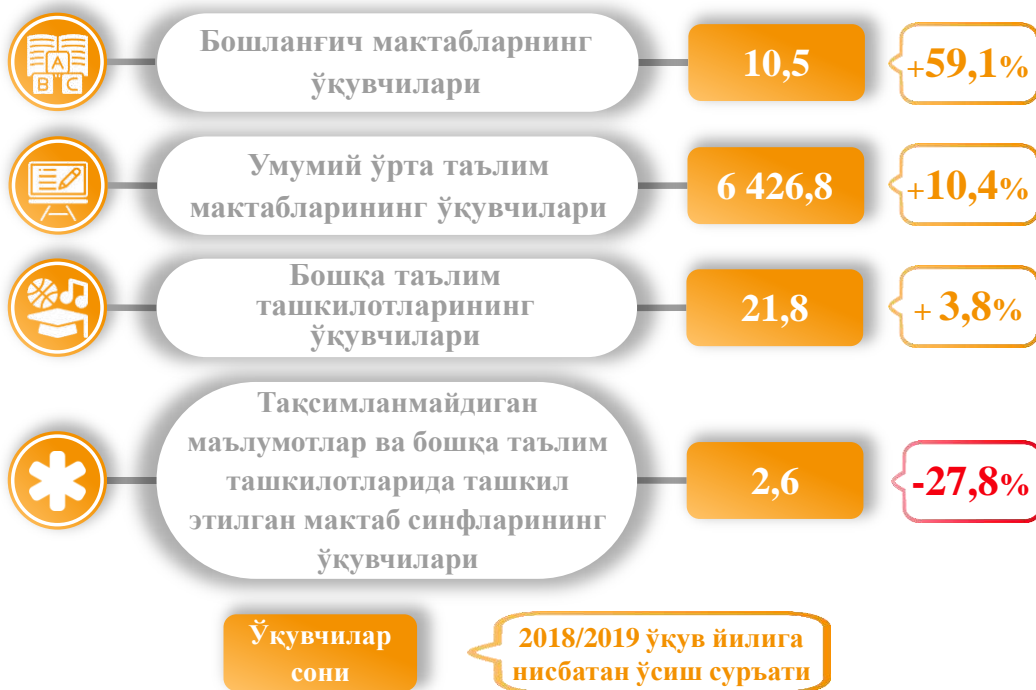 Бошланғич мактабларнинг
ўқувчилари
10,5
+59,1%
Умумий ўрта таълим
мактабларининг ўқувчилари
6 426,8
+10,4%
Бошқа таълим
ташкилотларининг
ўқувчилари
21,8
+ 3,8%
Тақсимланмайдиган
маълумотлар ва бошқа таълим
ташкилотларида ташкил
этилган мактаб синфларининг
ўқувчилари
2,6
-27,8%
Ўқувчилар
сони
2018/2019 ўқув йилига
нисбатан ўсиш суръати
A
B C